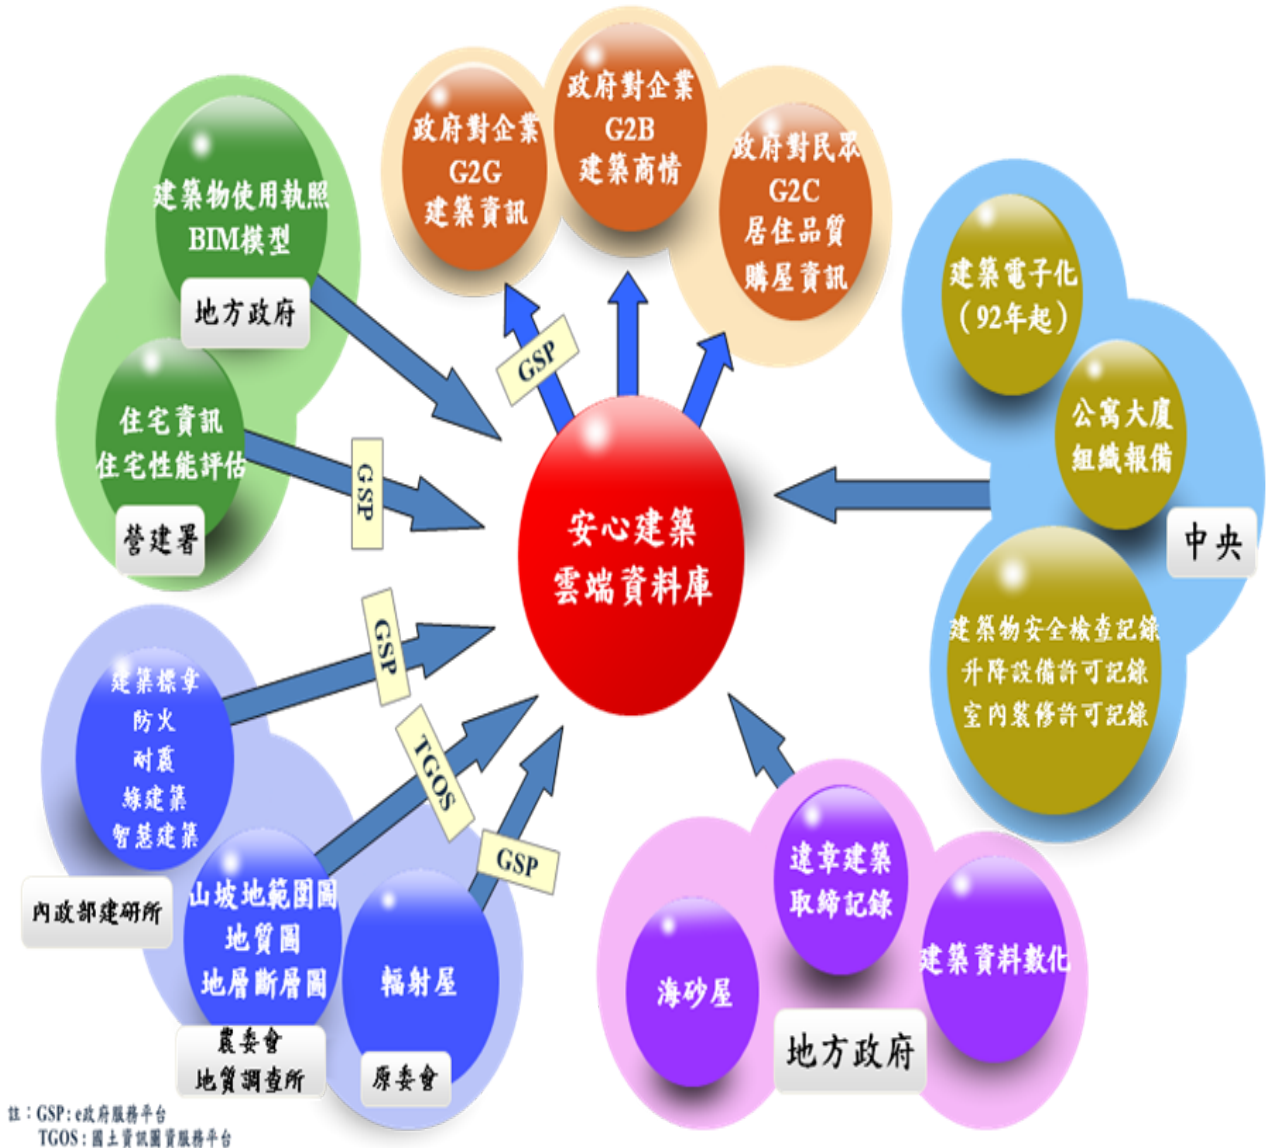 政府對企業
G2G
建築資訊
政府對企業
G2B
建築商情
政府對民眾
G2C
居住品質
購屋資訊
建築物使用執照
BIM模型
地方政府
住宅資訊
住宅性能評估
營建署
GSP
GSP
建築電子化
(92年起)
公寓大廈
組織報備
中央
建築物安全檢查記錄
升降設備許可記錄
室內裝修許可記錄
安心建築
雲端資料庫
GSP
TGOS
GSP
建築標章
防火
耐震
綠建築
智慧建築
內政部建研所
山坡地範圍圖
地質圖
地層斷層圖
農委會
地質調查所
輻射屋
原委會
違章建築
取締記錄
海砂屋
建築資料數化
地方政府
註：GSP：e政府服務平台
TGOS：國土資訊圖資服務平台